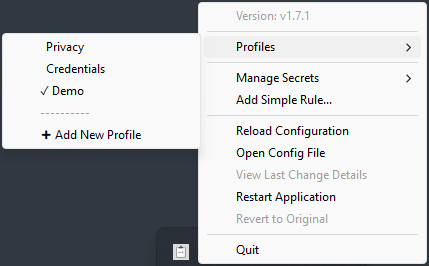 Version: v1.7.1
Profiles
Privacy
Credentials
✓ Demo
----------
+ Add New Profile
Manage Secrets
Add Simple Rule...
Reload Configuration
Open Config File
View Last Change Details
Restart Application
Revert to Original
Quit